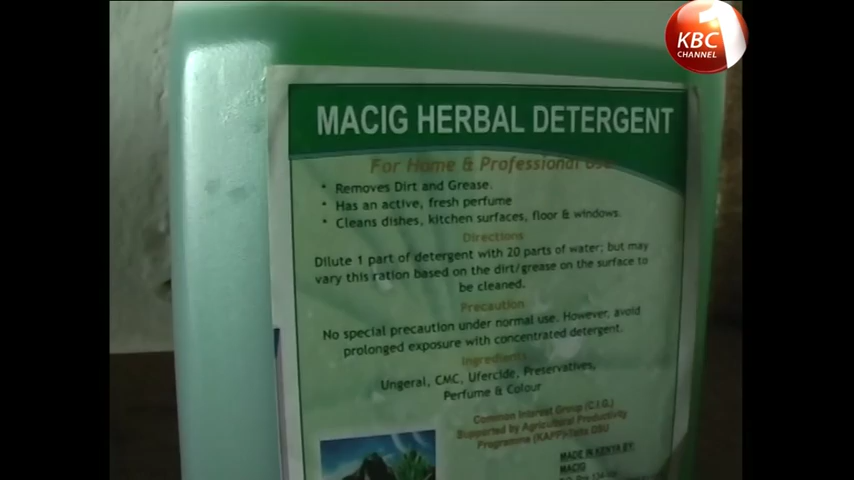 KBC
1
CHANNEL
MACIG HERBAL DETERGENT
For Home & Professional Use
• Removes Dirt and Grease.
• Has an active, fresh perfume
• Cleans dishes, kitchen surfaces, floor & windows.
Directions
Dilute 1 part of detergent with 20 parts of water; but may
vary this ration based on the dirt/grease on the surface to
be cleaned.
Precaution
No special precaution under normal use. However, avoid
prolonged exposure with concentrated detergent.
Ingredients
Ungeral, CMC, Ufercide, Preservatives,
Perfume & Colour
Common Interest Group (C.I.G.)
Supported by Agricultural Productivity
Programme (KAPP)-Taita DSU
MADE IN KENYA BY:
MACIG